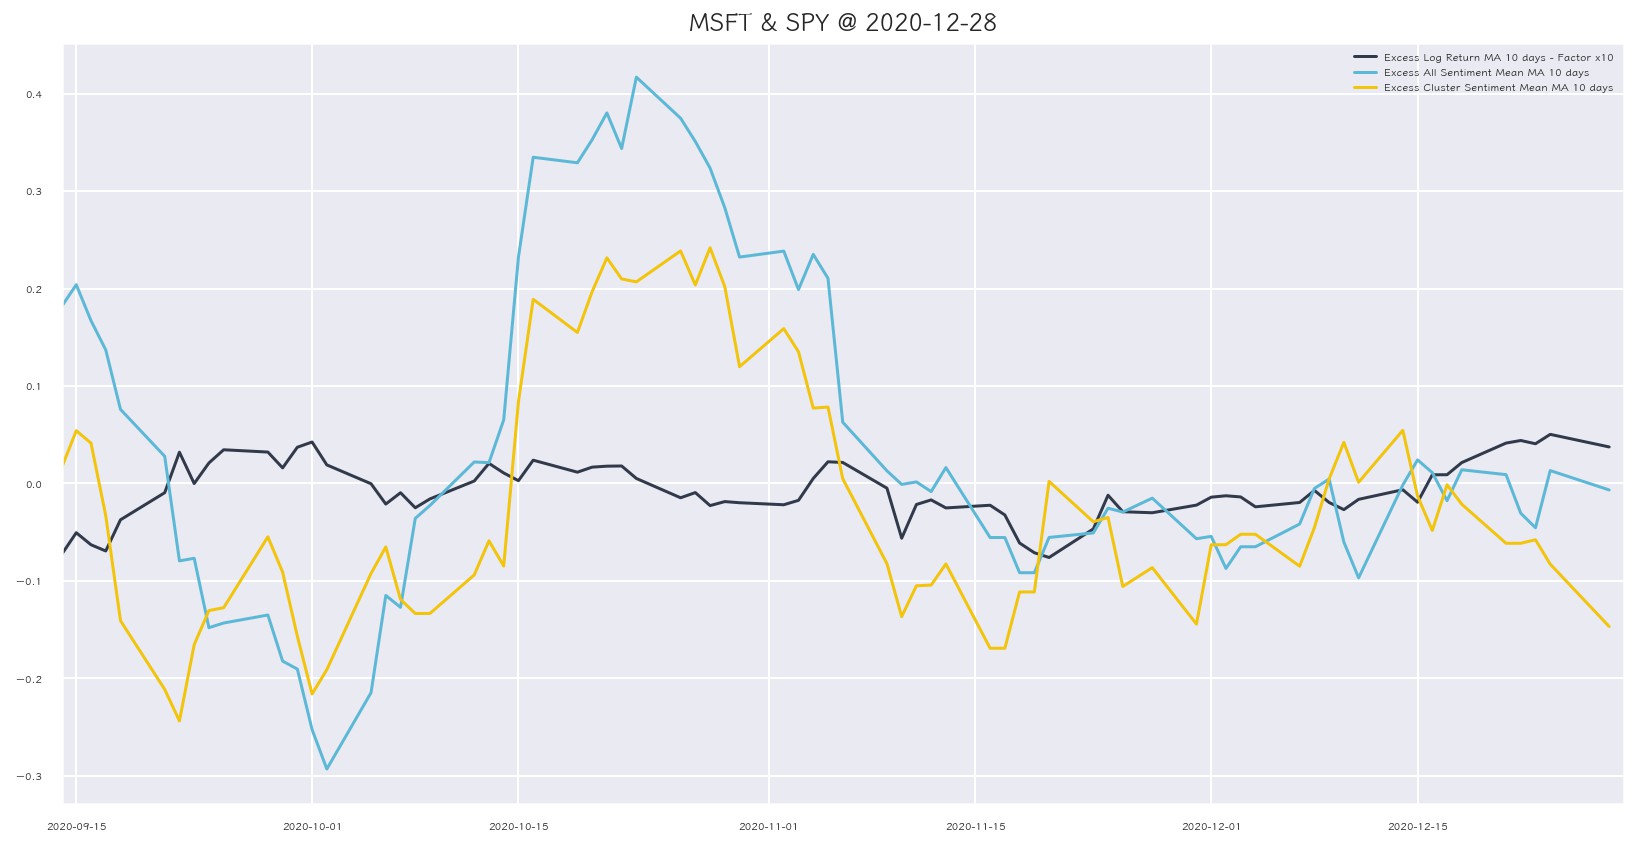 MSFT & SPY @ 2020-12-28
Excess Log Return MA 10 days - Factor x10
Excess All Sentiment Mean MA 10 days
Excess Cluster Sentiment Mean MA 10 days
0.4
0.3
0.2
0.1
0.0
−0.1
−0.2
−0.3
2020-09-15 2020-10-01 2020-10-15 2020-11-01 2020-11-15 2020-12-01 2020-12-15